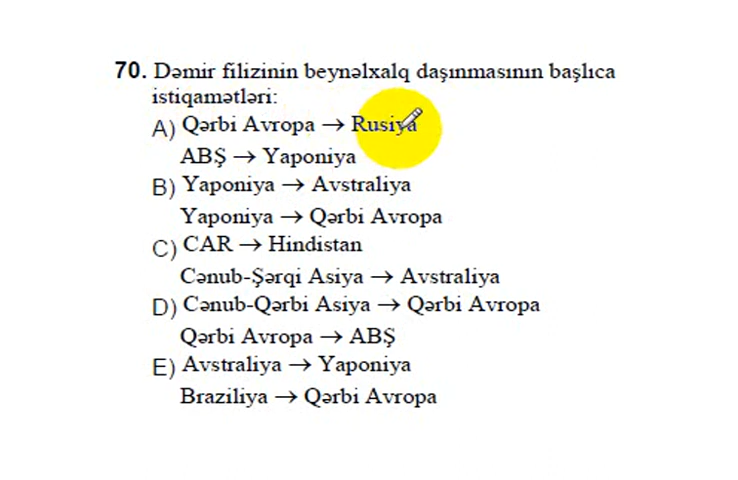 70. Dəmir filizinin beynəlxalq daşınmasının başlıca
istiqamətləri:
A) Qərbi Avropa → Rusiya
ABŞ → Yaponiya
B) Yaponiya → Avstraliya
Yaponiya → Qərbi Avropa
C) CAR → Hindistan
Cənub-Şərqi Asiya → Avstraliya
D) Cənub-Qərbi Asiya → Qərbi Avropa
Qərbi Avropa → ABŞ
E) Avstraliya → Yaponiya
Braziliya → Qərbi Avropa